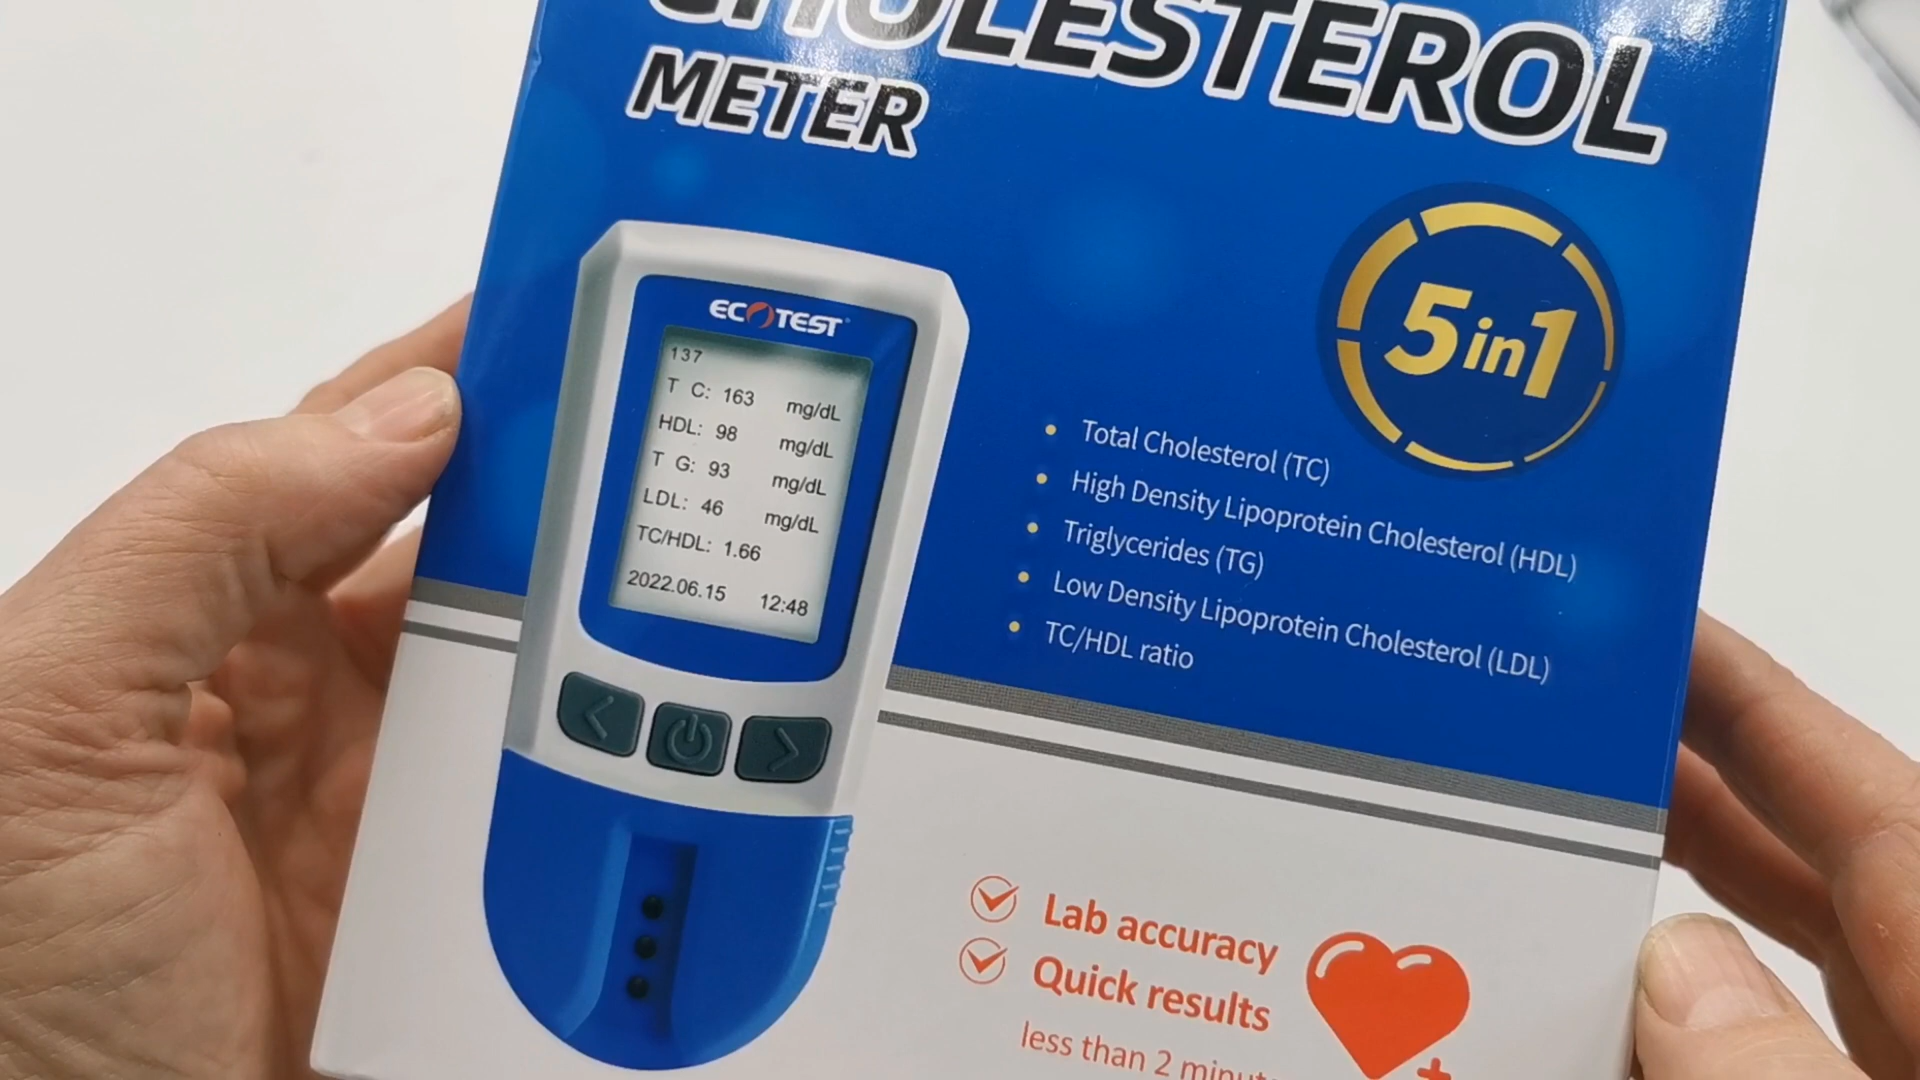 CHOLESTEROL
METER
5in1
ECOTEST
137
T C: 163 mg/dL
HDL: 98 mg/dL
T G: 93 mg/dL
LDL: 46 mg/dL
TC/HDL: 1.66
2022.06.15 12:48
Total Cholesterol (TC)
High Density Lipoprotein Cholesterol (HDL)
Triglycerides (TG)
Low Density Lipoprotein Cholesterol (LDL)
TC/HDL ratio
Lab accuracy
Quick results
less than 2